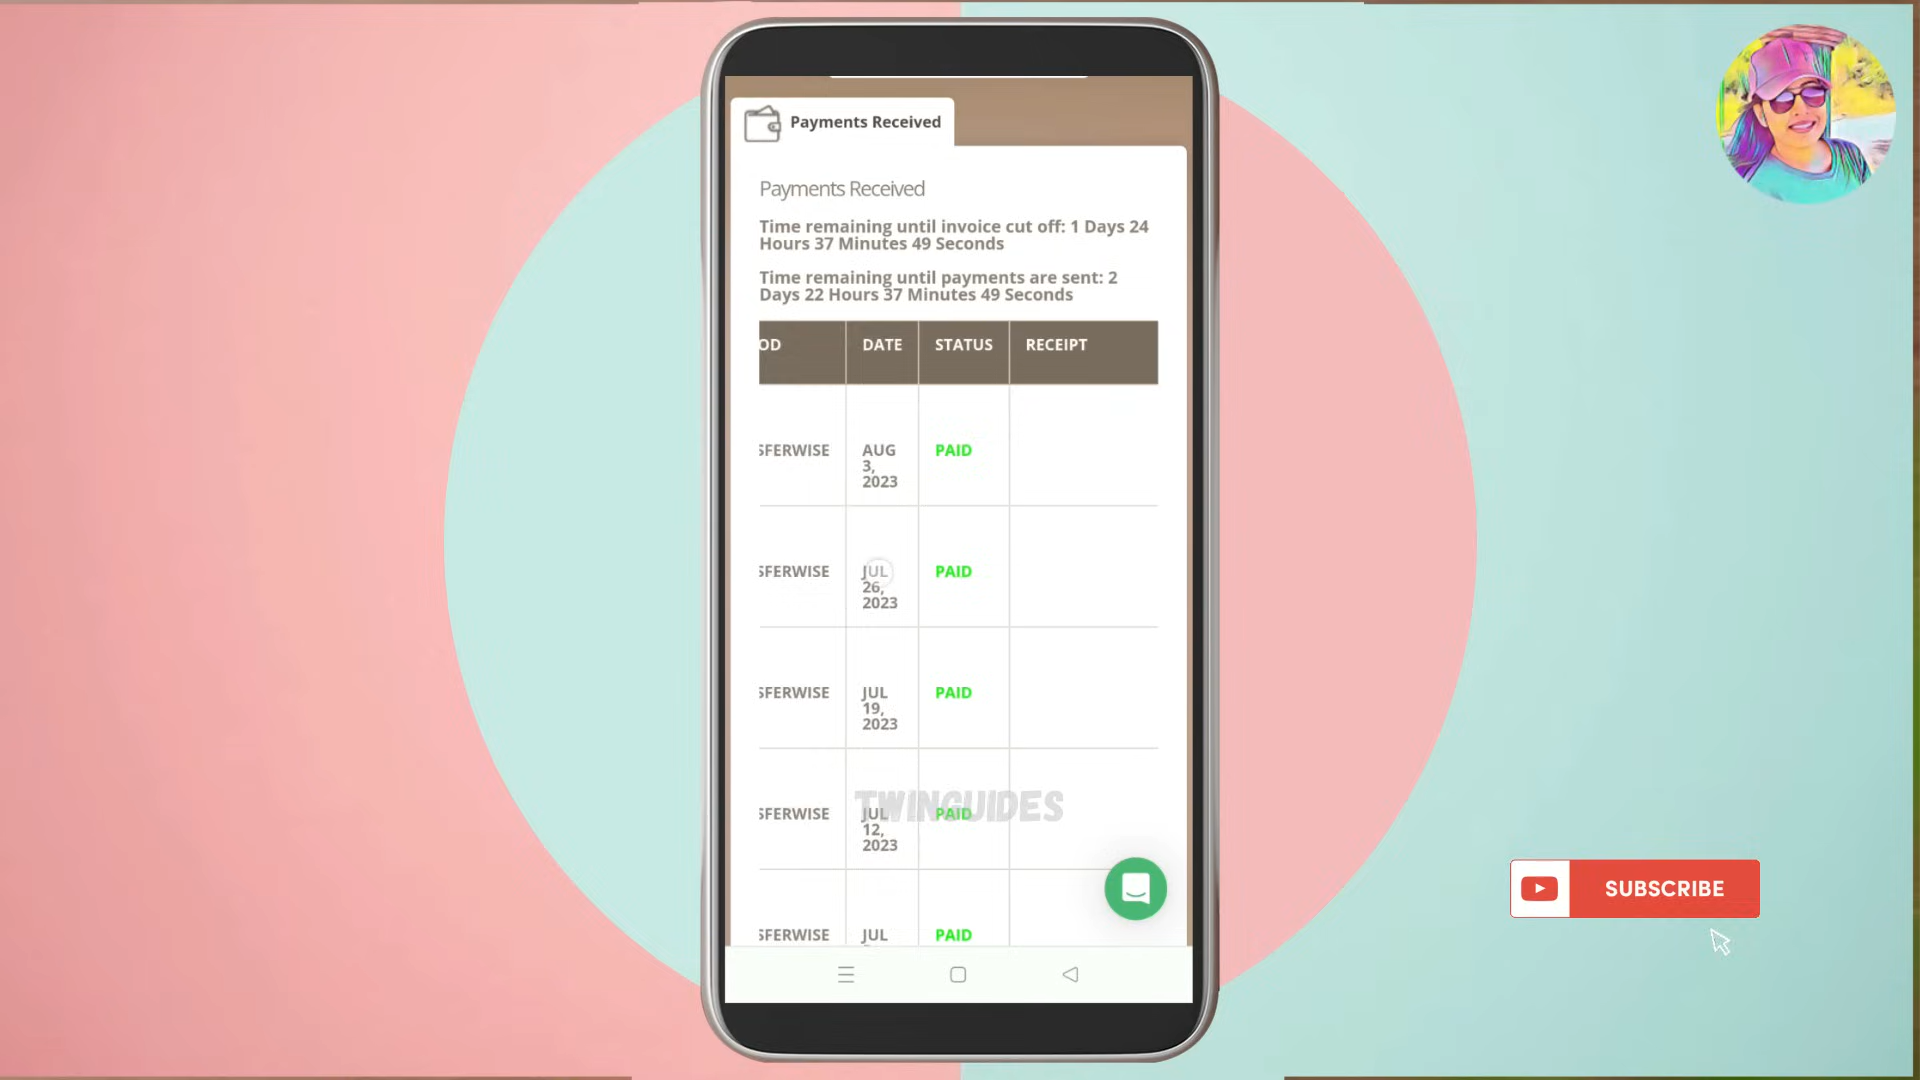 Payments Received
Payments Received
Time remaining until invoice cut off: 1 Days 24
Hours 37 Minutes 49 Seconds
Time remaining until payments are sent: 2
Days 22 Hours 37 Minutes 49 Seconds
OD DATE STATUS RECEIPT
SFERWISE AUG PAID
3,
2023
SFERWISE JUL PAID
26,
2023
SFERWISE JUL PAID
19,
2023
TWINGUIDES
SFERWISE JUL PAID
12,
2023
SUBSCRIBE
SFERWISE JUL PAID